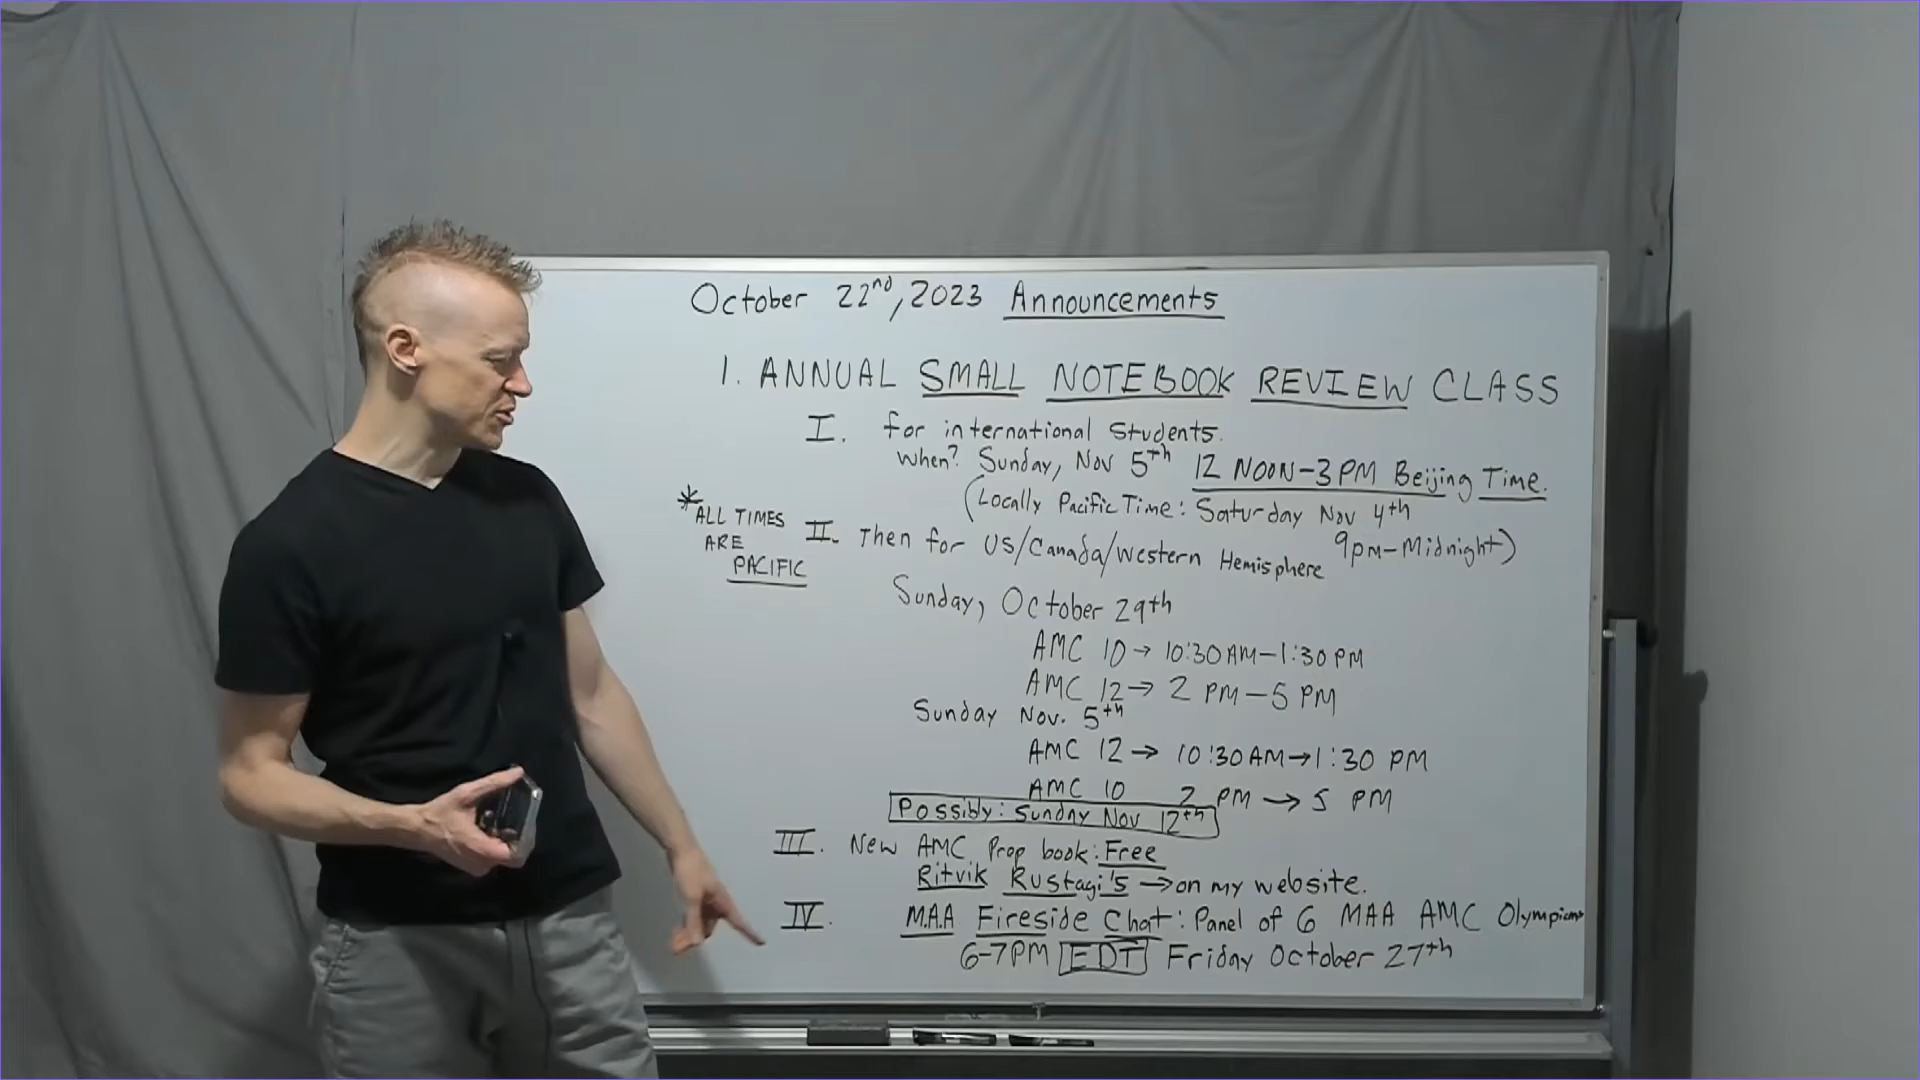 October 22nd, 2023 Announcements
1. ANNUAL SMALL NOTEBOOK REVIEW CLASS
I. for international students.
When? Sunday, Nov 5th 12 NOON-3PM Beijing Time.
(Locally Pacific Time: Saturday Nov 4th
9pm-Midnight)
* ALL TIMES
ARE
PACIFIC
II. Then for US/Canada/Western Hemisphere
Sunday, October 29th
AMC 10 → 10:30AM-1:30PM
AMC 12 → 2 PM-5 PM
Sunday Nov. 5th
AMC 12 → 10:30AM→1:30 PM
AMC 10 2 PM → 5 PM
Possibly: Sunday Nov 12th
III. New AMC Prep book: Free
Ritvik Rustagi's → on my website.
IV. MAA Fireside Chat: Panel of 6 MAA AMC Olympians
6-7PM EDT Friday October 27th